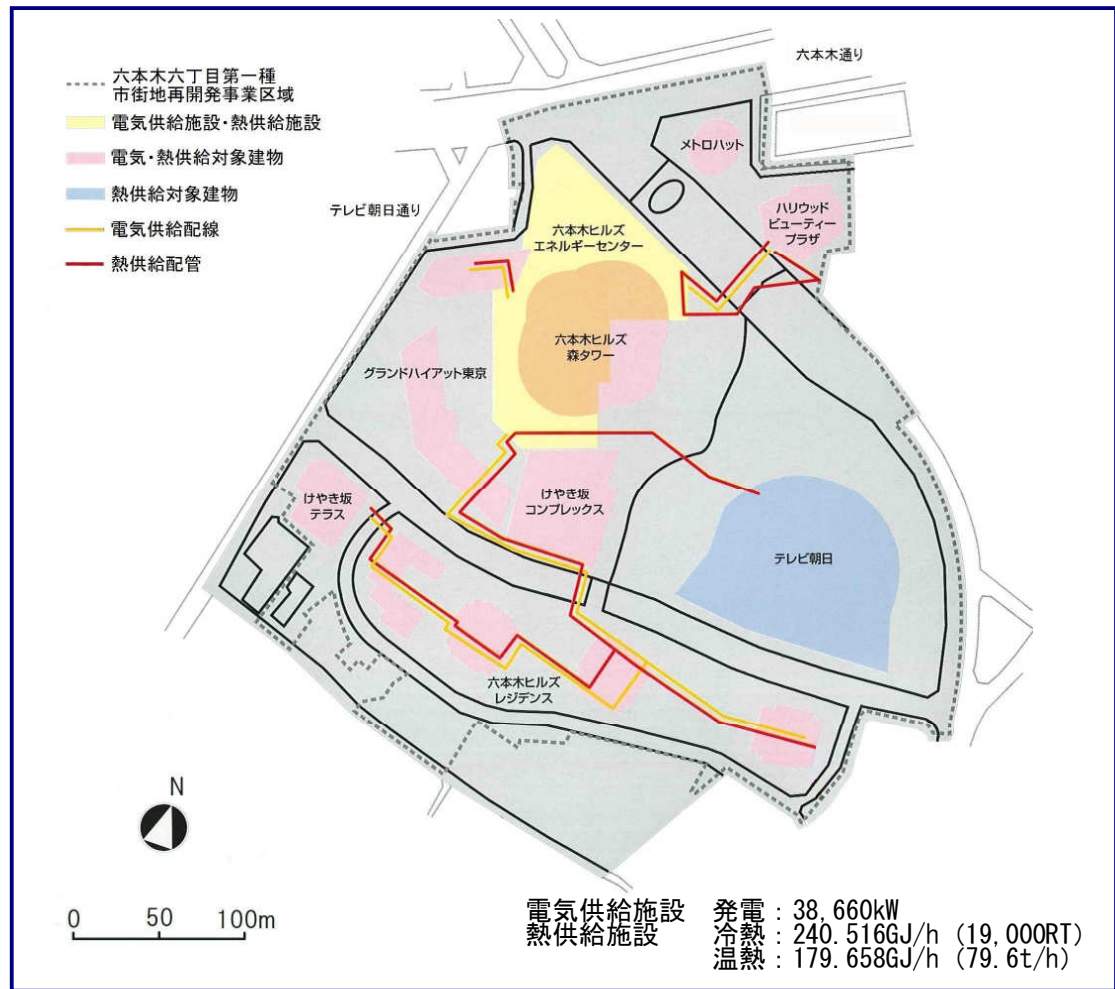 六本木通り
六本木六丁目第一種
市街地再開発事業区域
電気供給施設・熱供給施設
電気・熱供給対象建物
熱供給対象建物
電気供給配線
熱供給配管
テレビ朝日通り
メトロハット
ハリウッド
ビューティー
プラザ
六本木ヒルズ
エネルギーセンター
六本木ヒルズ
森タワー
グランドハイアット東京
けやき坂
テラス
けやき坂
コンプレックス
テレビ朝日
六本木ヒルズ
レジデンス
N
0 50 100m
電気供給施設 発電：38,660kW
熱供給施設 冷熱：240.516GJ/h (19,000RT)
温熱：179.658GJ/h (79.6t/h)